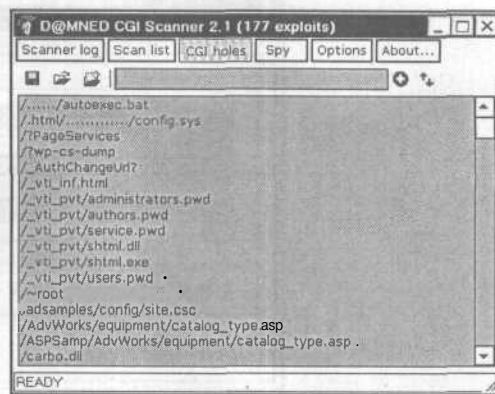 D@MNED CGI Scanner 2.1 (177 exploits)
Scanner log Scan list CGI holes Spy Options About...
/....../autoexec.bat
/.html/............./config.sys
/?PageServices
/?wp-cs-dump
/_AuthChangeUrl?
/_vti_inf.html
/_vti_pvt/administrators.pwd
/_vti_pvt/authors.pwd
/_vti_pvt/service.pwd
/_vti_pvt/shtml.dll
/_vti_pvt/shtml.exe
/_vti_pvt/users.pwd
/~root
/adsamples/config/site.csc
/AdvWorks/equipment/catalog_type.asp
/ASPSamp/AdvWorks/equipment/catalog_type.asp
/carbo.dll
READY